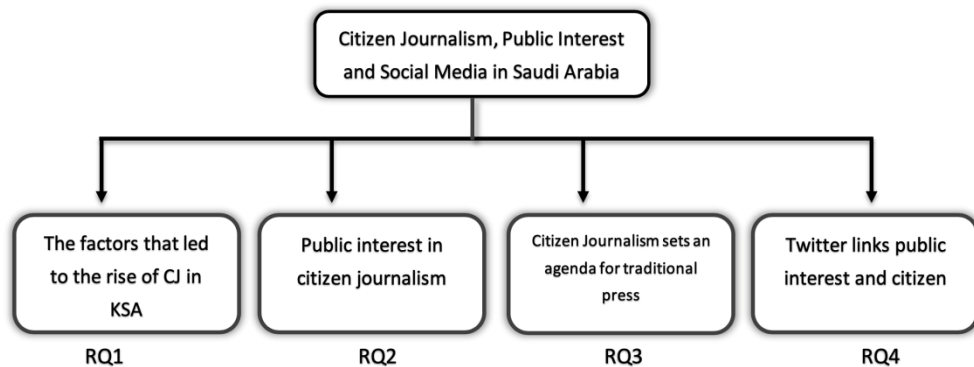 Citizen Journalism, Public Interest
and Social Media in Saudi Arabia
The factors that led
to the rise of CJ in
KSA
Public interest in
citizen journalism
Citizen Journalism sets an
agenda for traditional
press
Twitter links public
interest and citizen
RQ1
RQ2
RQ3
RQ4